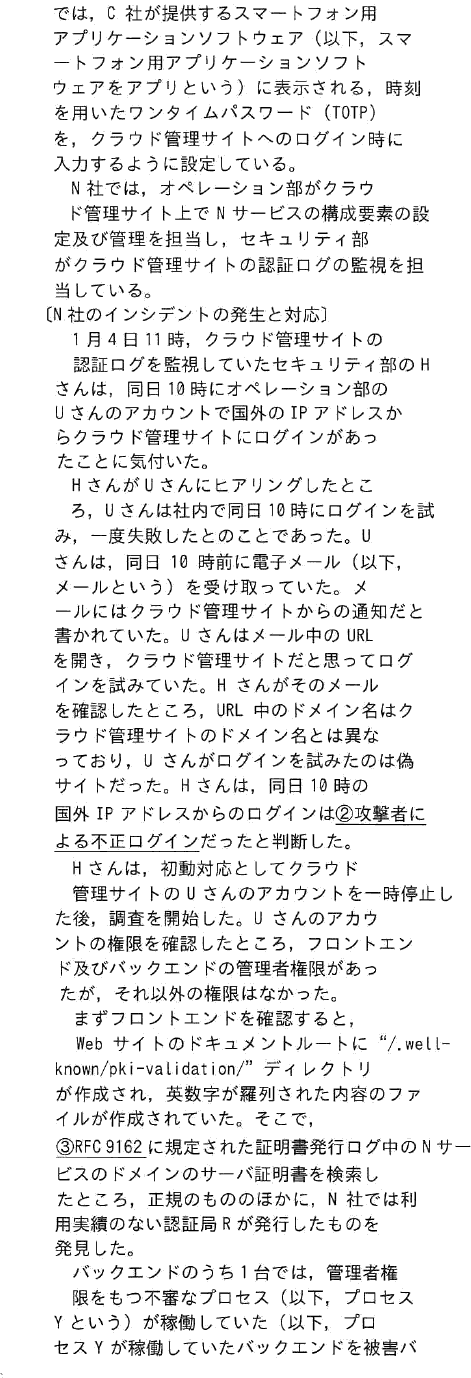 では，C 社が提供するスマートフォン用
アプリケーションソフトウェア（以下，スマ
ートフォン用アプリケーションソフト
ウェアをアプリという）に表示される，時刻
を用いたワンタイムパスワード（TOTP）
を，クラウド管理サイトへのログイン時に
入力するように設定している。
N 社では，オペレーション部がクラウ
ド管理サイト上で N サービスの構成要素の設
定及び管理を担当し，セキュリティ部
がクラウド管理サイトの認証ログの監視を担
当している。
〔N 社のインシデントの発生と対応〕
1 月 4 日 11 時，クラウド管理サイトの
認証ログを監視していたセキュリティ部の H
さんは，同日 10 時にオペレーション部の
U さんのアカウントで国外の IP アドレスか
らクラウド管理サイトにログインがあっ
たことに気付いた。
H さんが U さんにヒアリングしたとこ
ろ，U さんは社内で同日 10 時にログインを試
み，一度失敗したとのことであった。U
さんは，同日 10 時前に電子メール（以下，
メールという）を受け取っていた。メ
ールにはクラウド管理サイトからの通知だと
書かれていた。U さんはメール中の URL
を開き，クラウド管理サイトだと思ってログ
インを試みていた。H さんがそのメール
を確認したところ，URL 中のドメイン名はク
ラウド管理サイトのドメイン名とは異な
っており，U さんがログインを試みたのは偽
サイトだった。H さんは，同日 10 時の
国外 IP アドレスからのログインは②攻撃者に
よる不正ログインだったと判断した。
H さんは，初動対応としてクラウド
管理サイトの U さんのアカウントを一時停止し
た後，調査を開始した。U さんのアカウ
ントの権限を確認したところ，フロントエン
ド及びバックエンドの管理者権限があっ
たが，それ以外の権限はなかった。
まずフロントエンドを確認すると，
Web サイトのドキュメントルートに “/.well-
known/pki-validation/” ディレクトリ
が作成され，英数字が羅列された内容のファ
イルが作成されていた。そこで，
③RFC 9162 に規定された証明書発行ログ中の N サー
ビスのドメインのサーバ証明書を検索し
たところ，正規のもののほかに，N 社では利
用実績のない認証局 R が発行したものを
発見した。
バックエンドのうち 1 台では，管理者権
限をもつ不審なプロセス（以下，プロセス
Y という）が稼働していた（以下，プロ
セス Y が稼働していたバックエンドを被害バ